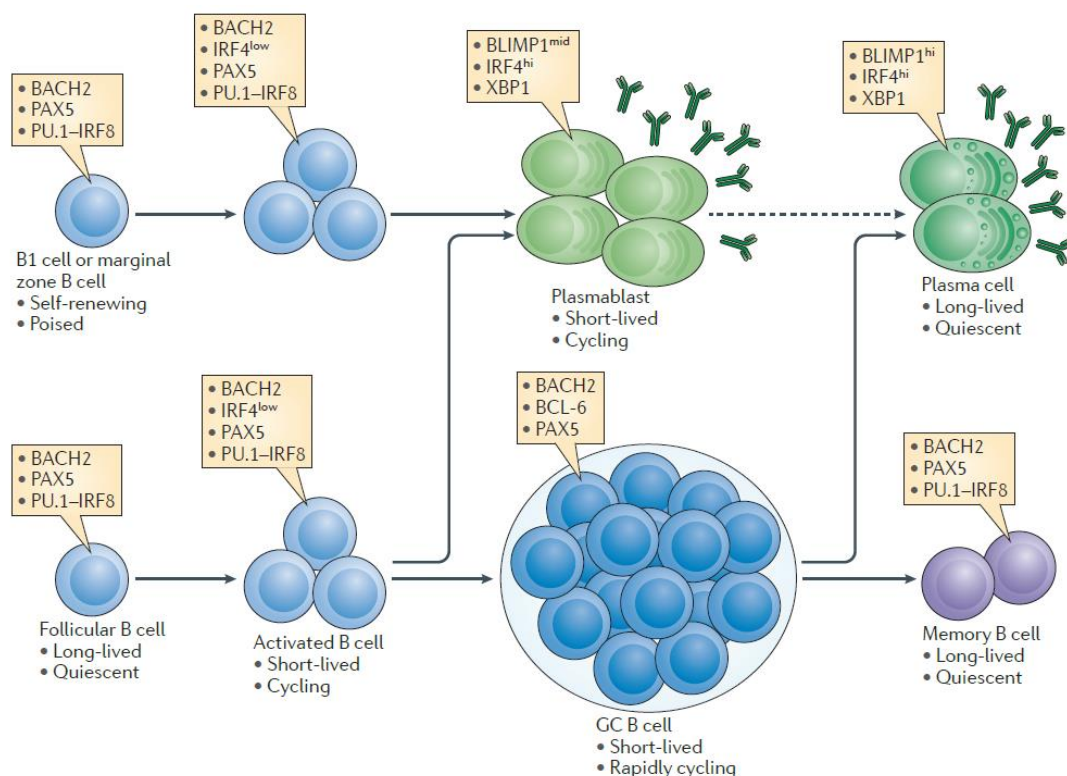 • BACH2
• PAX5
• PU.1–IRF8
B1 cell or marginal
zone B cell
• Self-renewing
• Poised
• BACH2
• IRF4low
• PAX5
• PU.1–IRF8
• BLIMP1mid
• IRF4hi
• XBP1
Plasmablast
• Short-lived
• Cycling
• BLIMP1hi
• IRF4hi
• XBP1
Plasma cell
• Long-lived
• Quiescent
• BACH2
• PAX5
• PU.1–IRF8
Follicular B cell
• Long-lived
• Quiescent
• BACH2
• IRF4low
• PAX5
• PU.1–IRF8
Activated B cell
• Short-lived
• Cycling
• BACH2
• BCL-6
• PAX5
GC B cell
• Short-lived
• Rapidly cycling
• BACH2
• PAX5
• PU.1–IRF8
Memory B cell
• Long-lived
• Quiescent